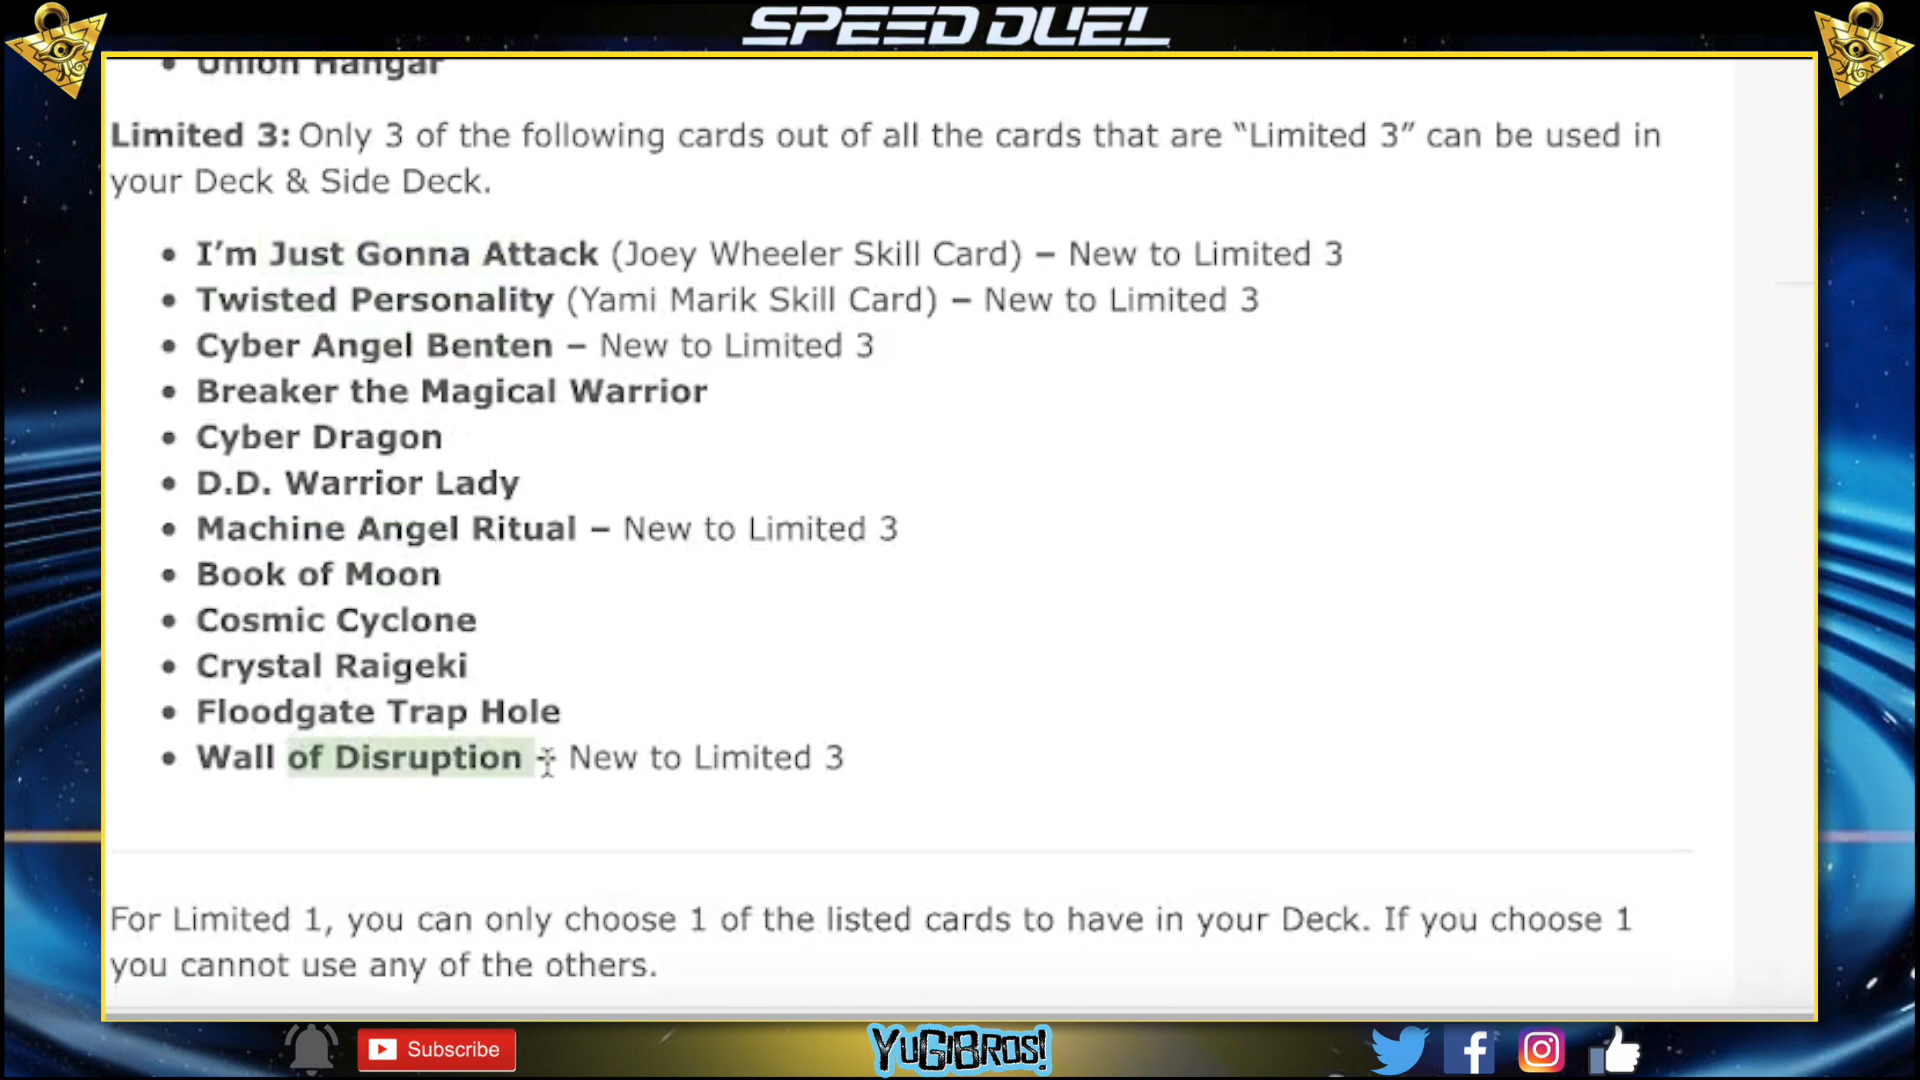 SPEED DUEL
• Union Hangar
Limited 3: Only 3 of the following cards out of all the cards that are “Limited 3” can be used in
your Deck & Side Deck.
• I’m Just Gonna Attack (Joey Wheeler Skill Card) – New to Limited 3
• Twisted Personality (Yami Marik Skill Card) – New to Limited 3
• Cyber Angel Benten – New to Limited 3
• Breaker the Magical Warrior
• Cyber Dragon
• D.D. Warrior Lady
• Machine Angel Ritual – New to Limited 3
• Book of Moon
• Cosmic Cyclone
• Crystal Raigeki
• Floodgate Trap Hole
• Wall of Disruption – New to Limited 3
For Limited 1, you can only choose 1 of the listed cards to have in your Deck. If you choose 1
you cannot use any of the others.
Subscribe
YuGiBros!